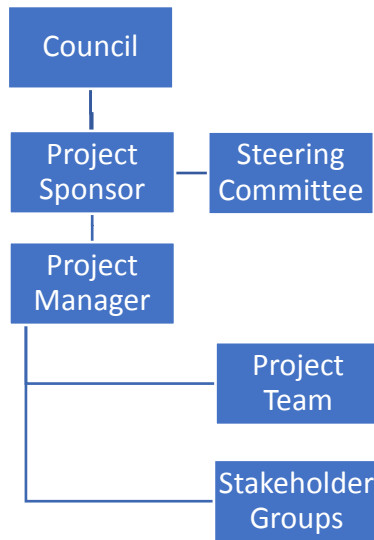 Council
Project
Sponsor
Steering
Committee
Project
Manager
Project
Team
Stakeholder
Groups